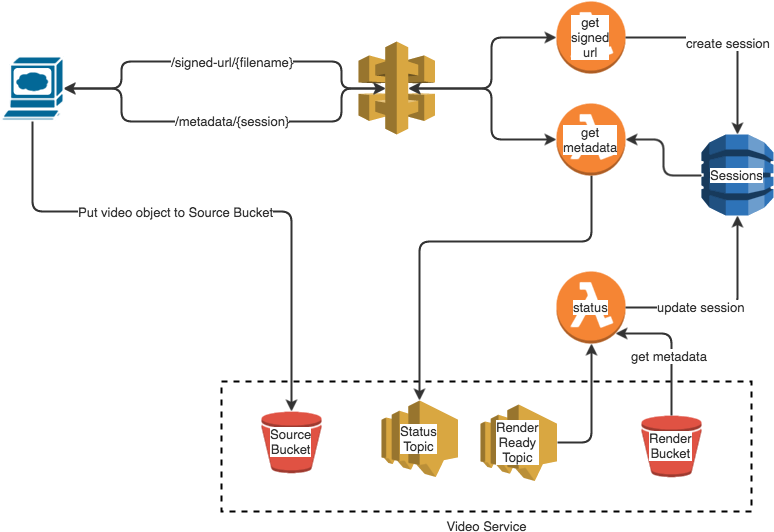 get
signed
url
create session
/signed-url/{filename}
/metadata/{session}
get
metadata
Sessions
Put video object to Source Bucket
status
update session
get metadata
Source
Bucket
Status
Topic
Render
Ready
Topic
Render
Bucket
Video Service